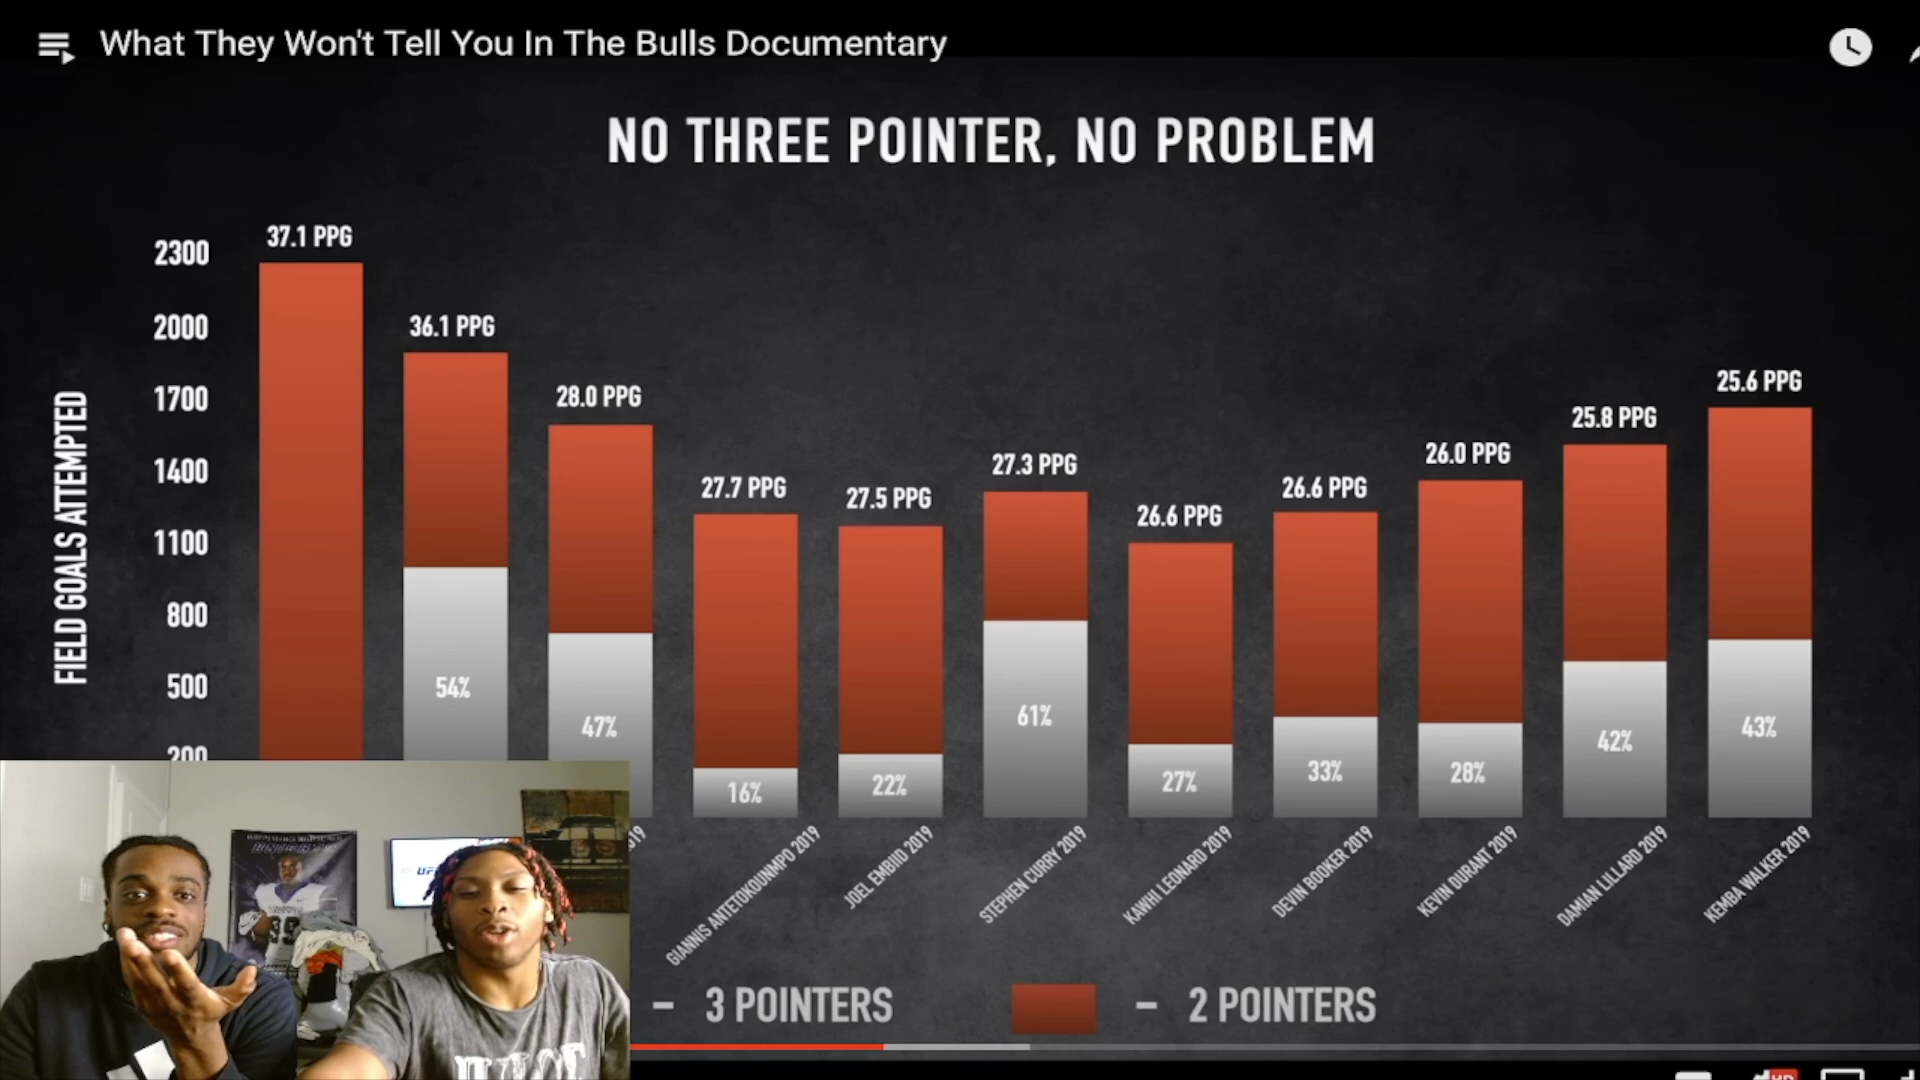 What They Won't Tell You In The Bulls Documentary
NO THREE POINTER, NO PROBLEM
FIELD GOALS ATTEMPTED
2300
2000
1700
1400
1100
800
500
200
37.1 PPG
36.1 PPG
28.0 PPG
27.7 PPG
27.5 PPG
27.3 PPG
26.6 PPG
26.6 PPG
26.0 PPG
25.8 PPG
25.6 PPG
54%
47%
16%
22%
61%
27%
33%
28%
42%
43%
GIANNIS ANTETOKOUNMPO 2019
JOEL EMBIID 2019
STEPHEN CURRY 2019
KAWHI LEONARD 2019
DEVIN BOOKER 2019
KEVIN DURANT 2019
DAMIAN LILLARD 2019
KEMBA WALKER 2019
– 3 POINTERS
– 2 POINTERS
HD